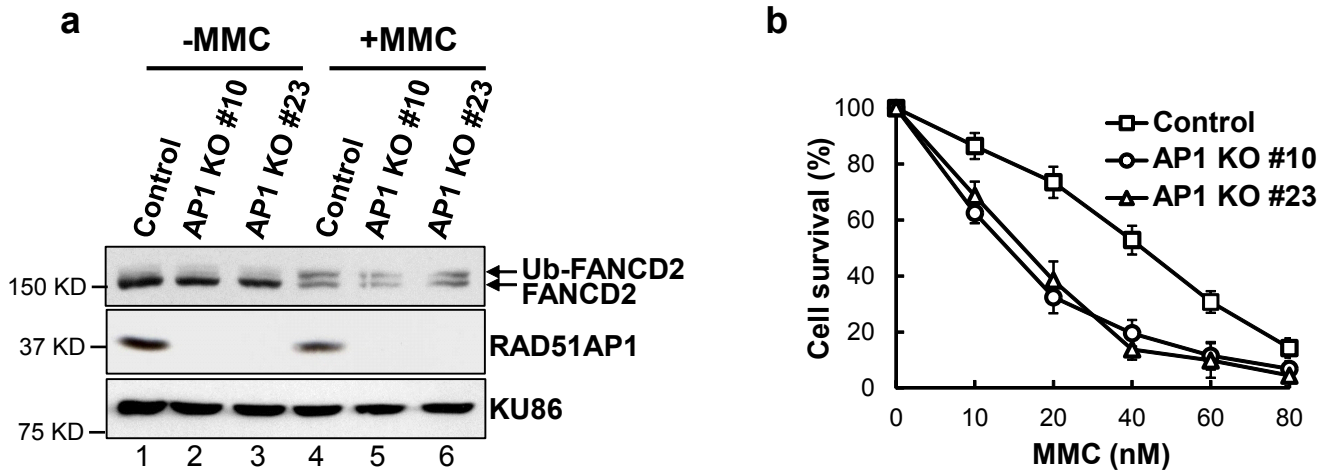 a
-MMC
+MMC
Control
AP1 KO #10
AP1 KO #23
Control
AP1 KO #10
AP1 KO #23
Ub-FANCD2
150 KD
FANCD2
37 KD
RAD51AP1
KU86
75 KD
1 2 3 4 5 6
b
Cell survival (%)
100
80
60
40
20
0
Control
AP1 KO #10
AP1 KO #23
0 10 20 40 60 80
MMC (nM)